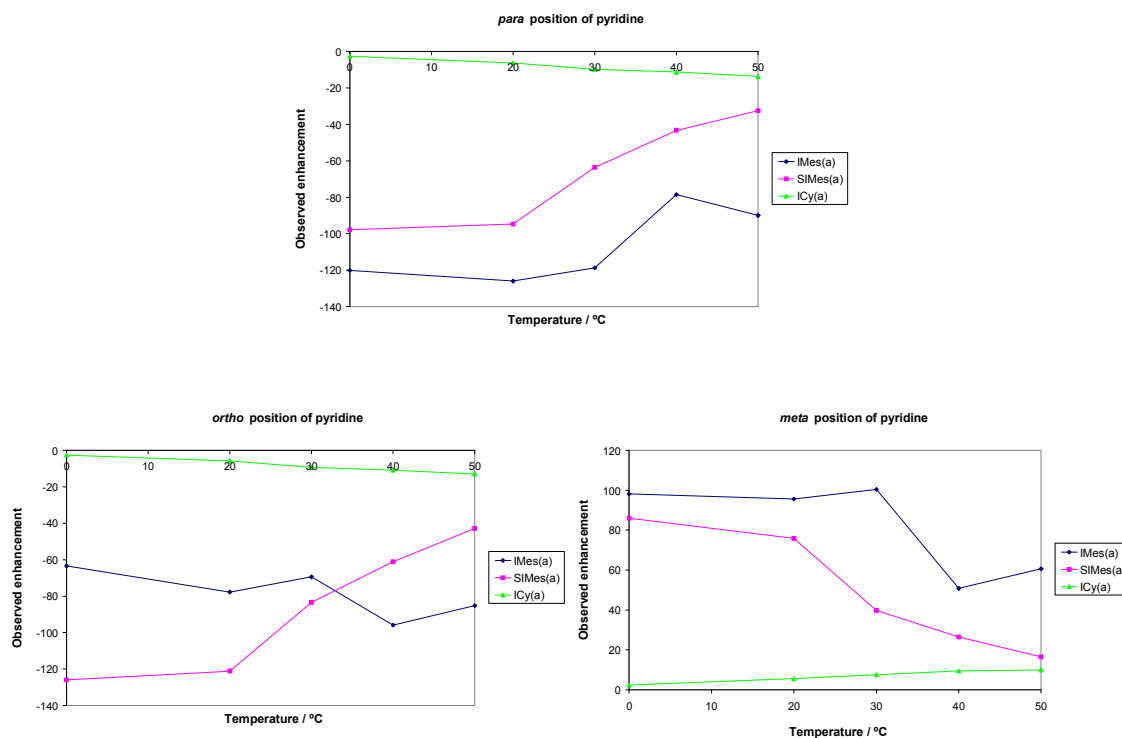 para position of pyridine
0
0 10 20 30 40 50
-20
-40
-60
-80
-100
-120
-140
Observed enhancement
Temperature / ºC
IMes(a)
SIMes(a)
ICy(a)
ortho position of pyridine
0
0 10 20 30 40 50
-20
-40
-60
-80
-100
-120
-140
Observed enhancement
Temperature / ºC
IMes(a)
SIMes(a)
ICy(a)
meta position of pyridine
120
100
80
60
40
20
0
0 10 20 30 40 50
Observed enhancement
Temperature / ºC
IMes(a)
SIMes(a
ICy(a)